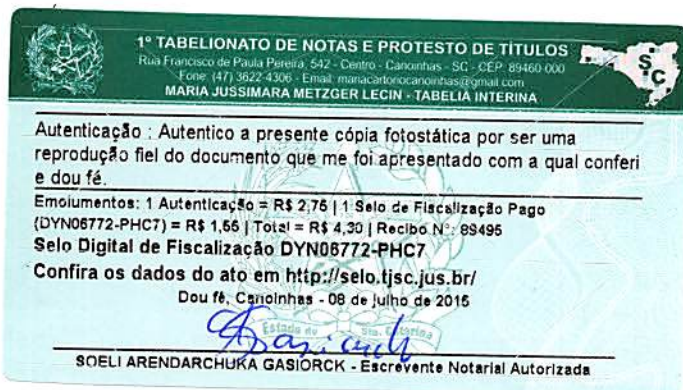 1º TABELIONATO DE NOTAS E PROTESTO DE TÍTULOS
Rua Francisco de Paula Pereira, 542 - Centro - Canoinhas - SC - CEP: 89460-000
Fone: (47) 3622-4306 - Email: mariacartoriocanoinhas@gmail.com
MARIA JUSSIMARA METZGER LECIN - TABELIÃ INTERINA
SC
Autenticação : Autentico a presente cópia fotostática por ser uma
reprodução fiel do documento que me foi apresentado com a qual conferi
e dou fé.
Emolumentos: 1 Autenticação = R$ 2,75 | 1 Selo de Fiscalização Pago
(DYN06772-PHC7) = R$ 1,55 | Total = R$ 4,30 | Recibo N°: 89495
Selo Digital de Fiscalização DYN06772-PHC7
Confira os dados do ato em http://selo.tjsc.jus.br/
Dou fé, Canoinhas - 08 de julho de 2015
Estado de Sta. Catarina
SOELI ARENDARCHUKA GASIORCK - Escrevente Notarial Autorizada